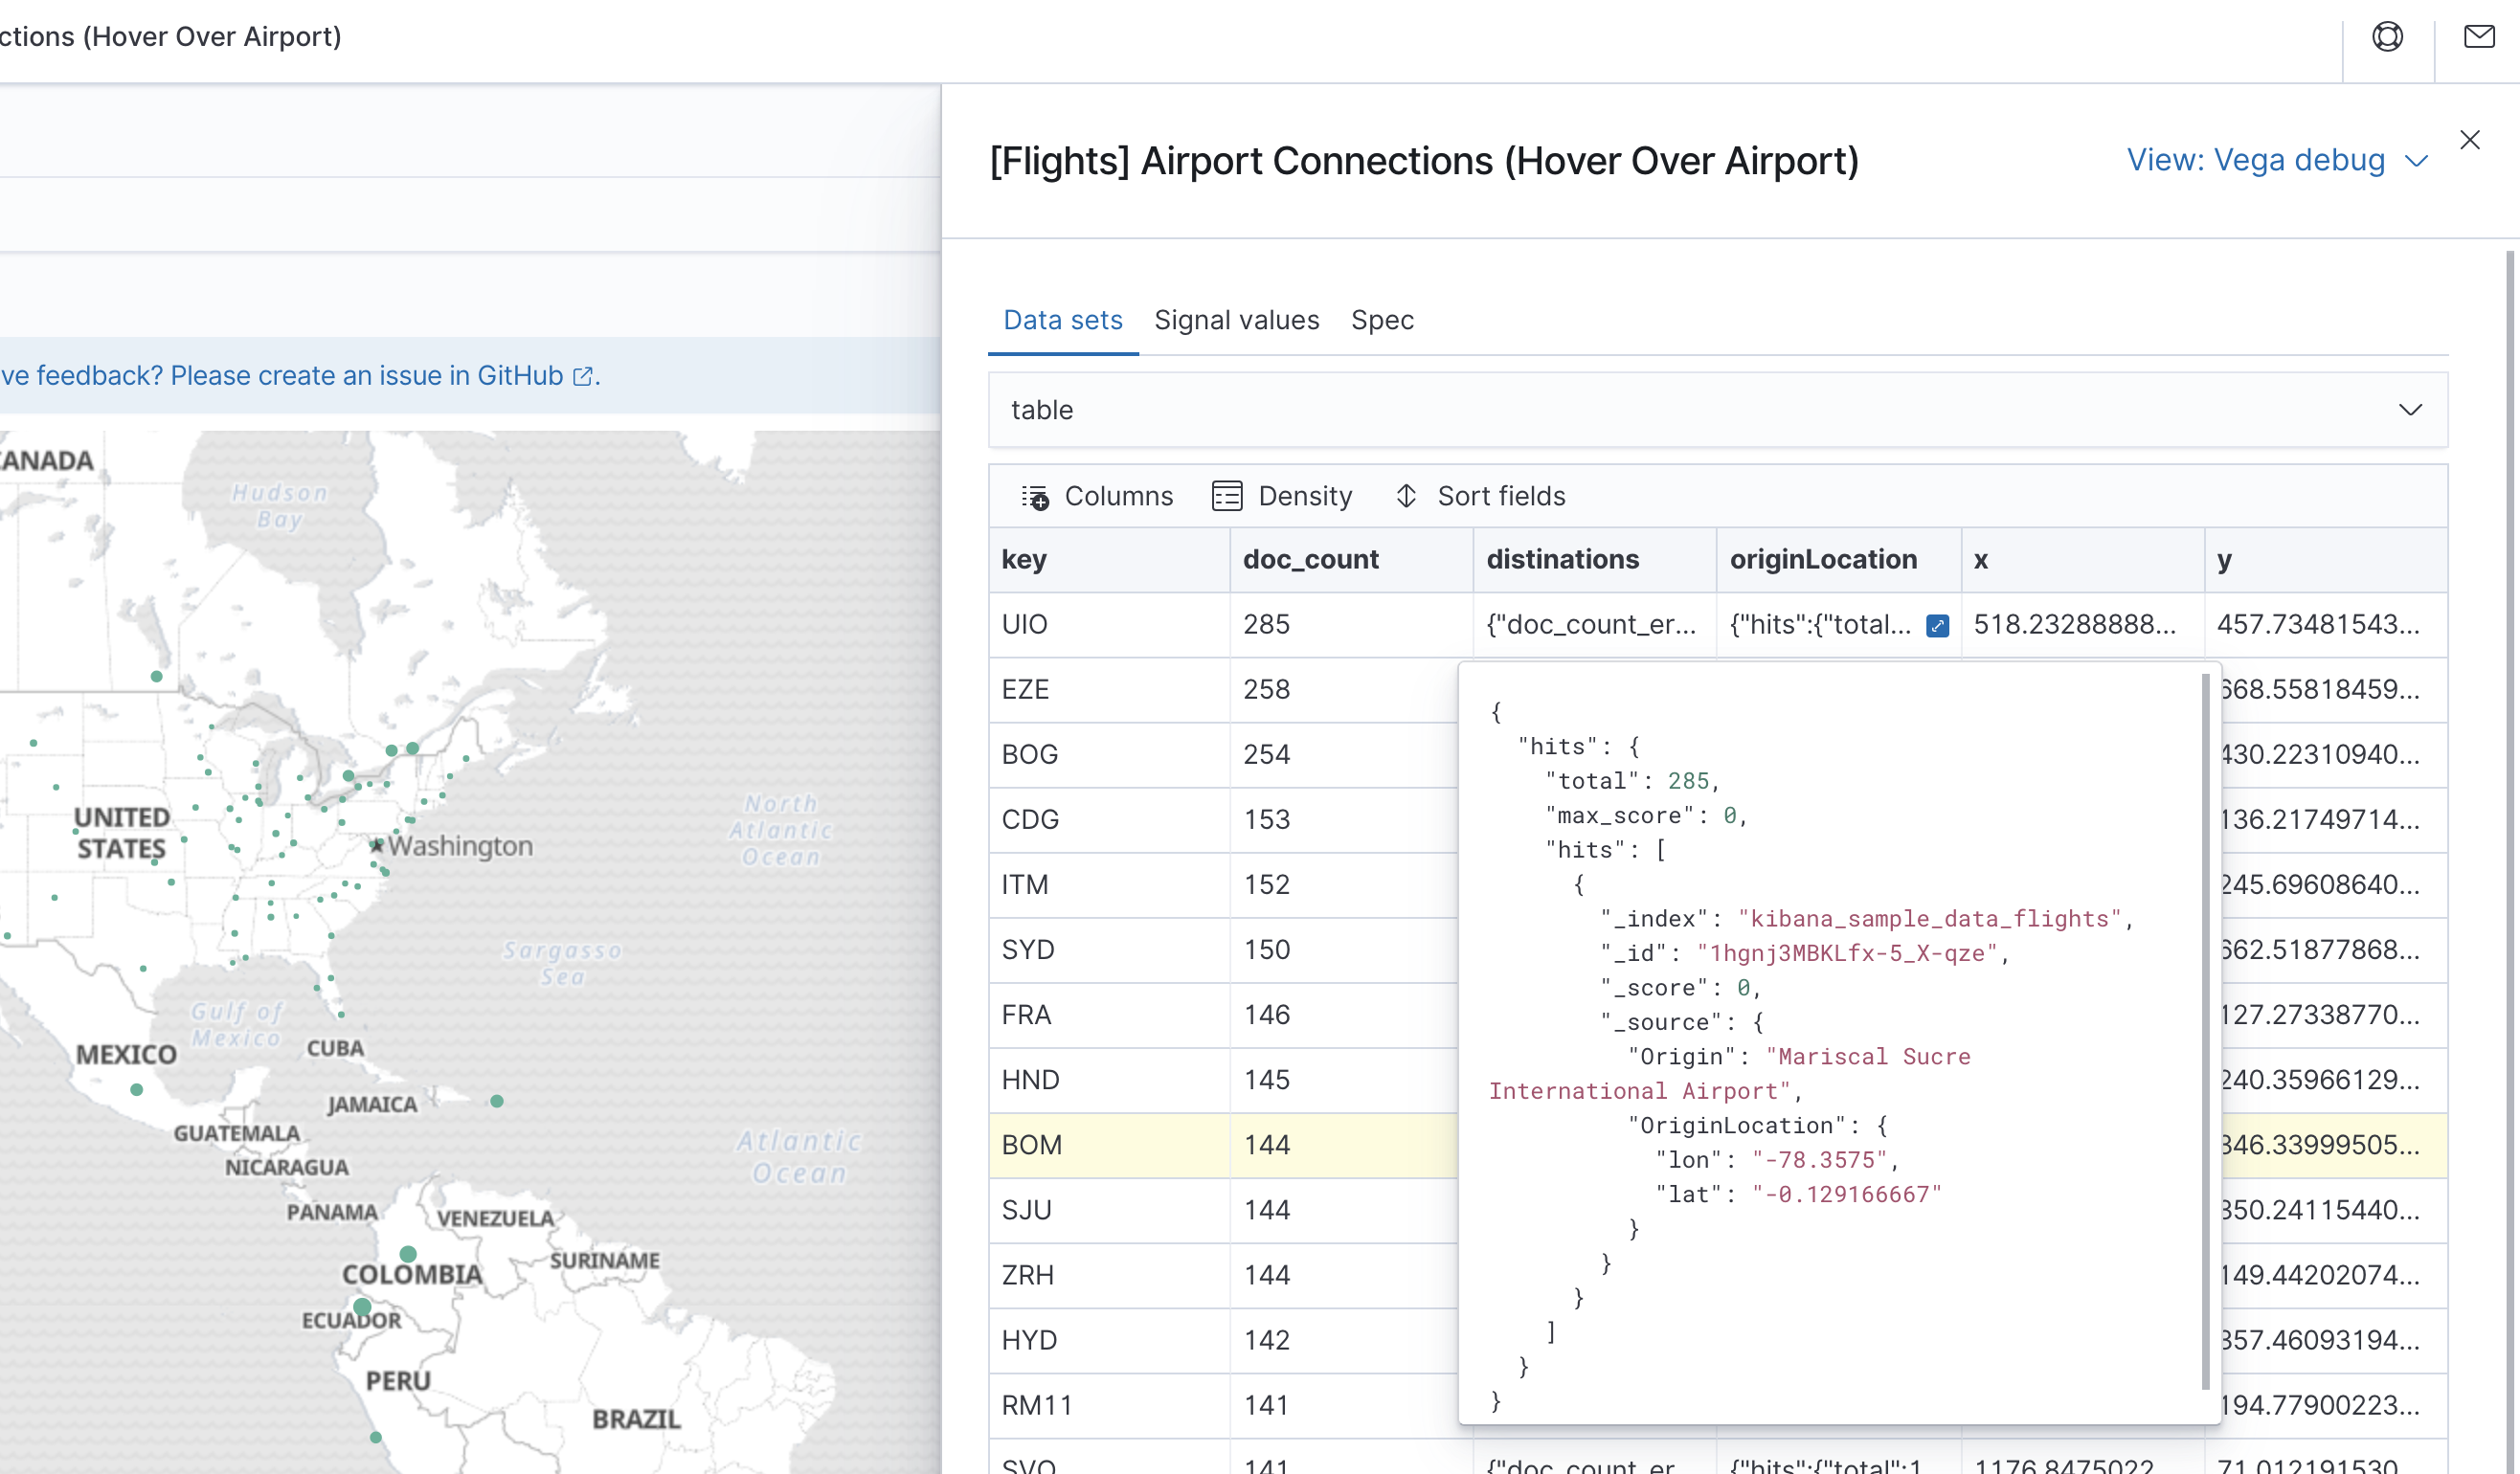 ctions (Hover Over Airport)
[Flights] Airport Connections (Hover Over Airport)
View: Vega debug
Data sets
Signal values
Spec
ve feedback? Please create an issue in GitHub.
table
Columns
Density
Sort fields
key doc_count distinations originLocation x y
UIO 285 {"doc_count_er... {"hits":{"total... 518.23288888... 457.73481543...
EZE 258 668.55818459...
BOG 254 430.22310940...
CDG 153 136.21749714...
ITM 152 245.69608640...
SYD 150 662.51877868...
FRA 146 127.27338770...
HND 145 240.35966129...
BOM 144 346.33999505...
SJU 144 350.24115440...
ZRH 144 149.44202074...
HYD 142 357.46093194...
RM11 141 194.77900223...
SVO 141 {"doc_count_er {"hits":{"total":1 1176.8475022 71.012191530
{
"hits": {
"total": 285,
"max_score": 0,
"hits": [
{
"_index": "kibana_sample_data_flights",
"_id": "1hgnj3MBKLfx-5_X-qze",
"_score": 0,
"_source": {
"Origin": "Mariscal Sucre
International Airport",
"OriginLocation": {
"lon": "-78.3575",
"lat": "-0.129166667"
}
}
}
]
}
}
CANADA
Hudson
Bay
UNITED
STATES
Washington
North
Atlantic
Ocean
Sargasso
Sea
Gulf of
Mexico
MEXICO
CUBA
JAMAICA
GUATEMALA
NICARAGUA
Atlantic
Ocean
PANAMA
VENEZUELA
COLOMBIA
SURINAME
ECUADOR
PERU
BRAZIL